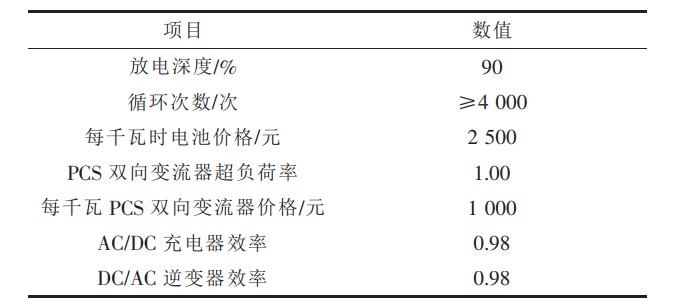 项目 数值
放电深度/% 90
循环次数/次 ≥4 000
每千瓦时电池价格/元 2 500
PCS 双向变流器超负荷率 1.00
每千瓦 PCS 双向变流器价格/元 1 000
AC/DC 充电器效率 0.98
DC/AC 逆变器效率 0.98